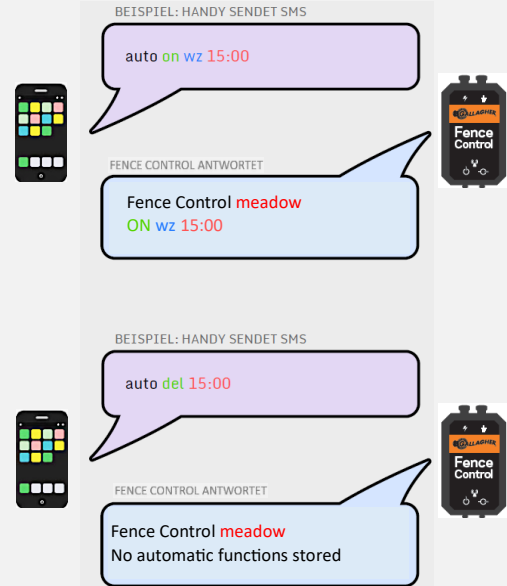 BEISPIEL: HANDY SENDET SMS
auto on wz 15:00
GALLAGHER
Fence
Control
FENCE CONTROL ANTWORTET
Fence Control meadow
ON wz 15:00
BEISPIEL: HANDY SENDET SMS
auto del 15:00
GALLAGHER
Fence
Control
FENCE CONTROL ANTWORTET
Fence Control meadow
No automatic functions stored